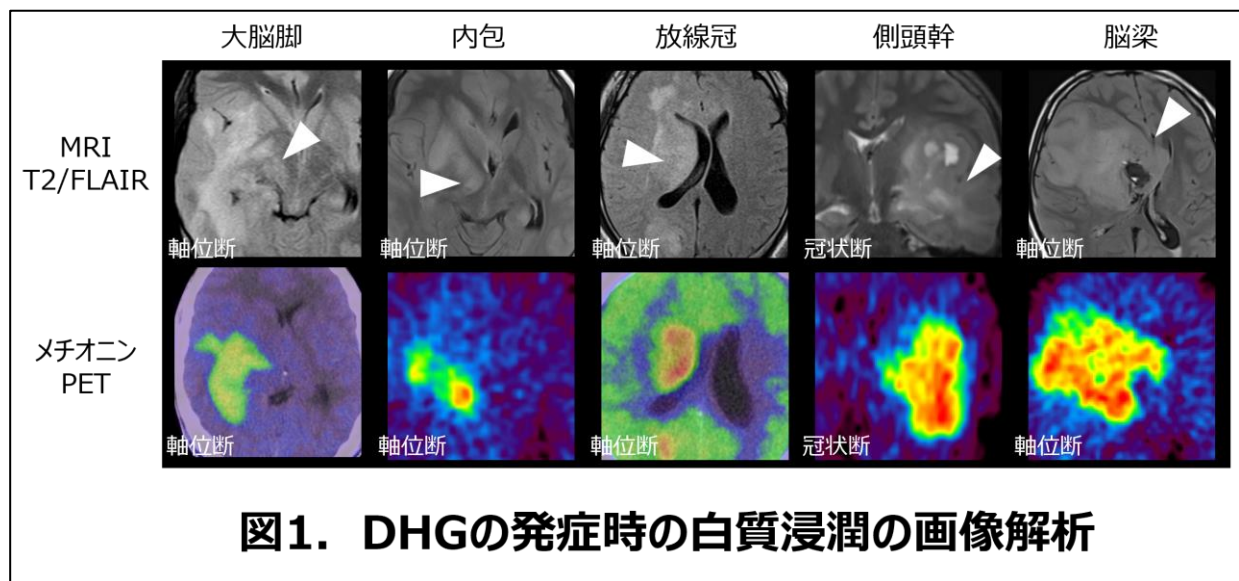 大脳脚 内包 放線冠 側頭幹 脳梁
MRI
T2/FLAIR
軸位断 軸位断 軸位断 冠状断 軸位断
メチオニン
PET
軸位断 軸位断 軸位断 冠状断 軸位断
図1. DHGの発症時の白質浸潤の画像解析